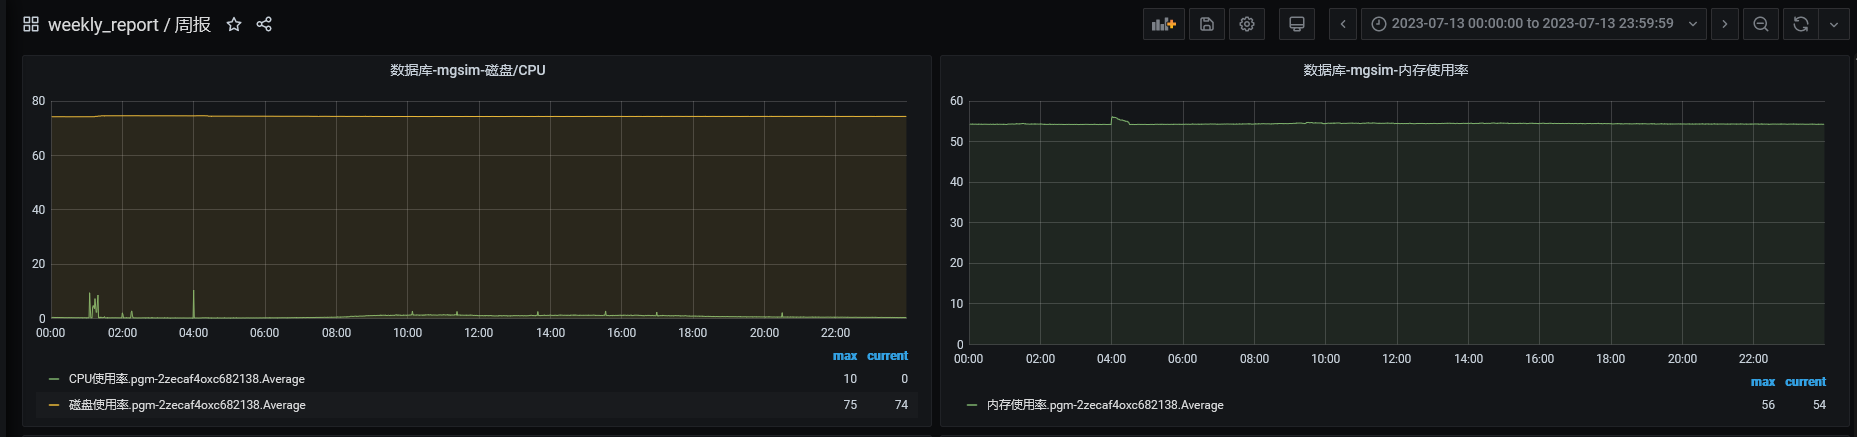 weekly_report / 周报
2023-07-13 00:00:00 to 2023-07-13 23:59:59
数据库-mgsim-磁盘/CPU
80
60
40
20
0
00:00 02:00 04:00 06:00 08:00 10:00 12:00 14:00 16:00 18:00 20:00 22:00
max current
CPU使用率.pgm-2zecaf4oxc682138.Average 10 0
磁盘使用率.pgm-2zecaf4oxc682138.Average 75 74
数据库-mgsim-内存使用率
60
50
40
30
20
10
0
00:00 02:00 04:00 06:00 08:00 10:00 12:00 14:00 16:00 18:00 20:00 22:00
max current
内存使用率.pgm-2zecaf4oxc682138.Average 56 54